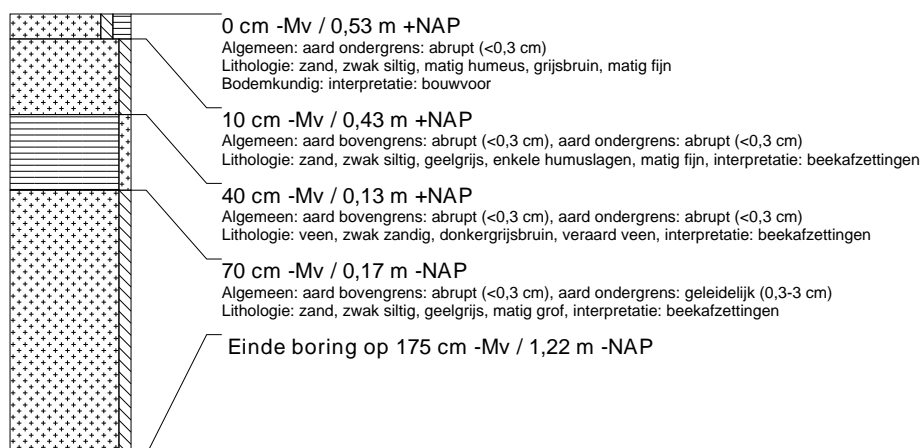 0 cm -Mv / 0,53 m +NAP
Algemeen: aard ondergrens: abrupt (<0,3 cm)
Lithologie: zand, zwak siltig, matig humeus, grijsbruin, matig fijn
Bodemkundig: interpretatie: bouwvoor
10 cm -Mv / 0,43 m +NAP
Algemeen: aard bovengrens: abrupt (<0,3 cm), aard ondergrens: abrupt (<0,3 cm)
Lithologie: zand, zwak siltig, geelgrijs, enkele humuslagen, matig fijn, interpretatie: beekafzettingen
40 cm -Mv / 0,13 m +NAP
Algemeen: aard bovengrens: abrupt (<0,3 cm), aard ondergrens: abrupt (<0,3 cm)
Lithologie: veen, zwak zandig, donkergrijsbruin, veraard veen, interpretatie: beekafzettingen
70 cm -Mv / 0,17 m -NAP
Algemeen: aard bovengrens: abrupt (<0,3 cm), aard ondergrens: geleidelijk (0,3-3 cm)
Lithologie: zand, zwak siltig, geelgrijs, matig grof, interpretatie: beekafzettingen
Einde boring op 175 cm -Mv / 1,22 m -NAP